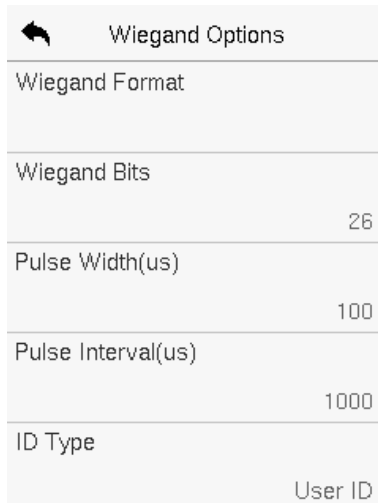 Wiegand Options
Wiegand Format
Wiegand Bits
26
Pulse Width(us)
100
Pulse Interval(us)
1000
ID Type
User ID